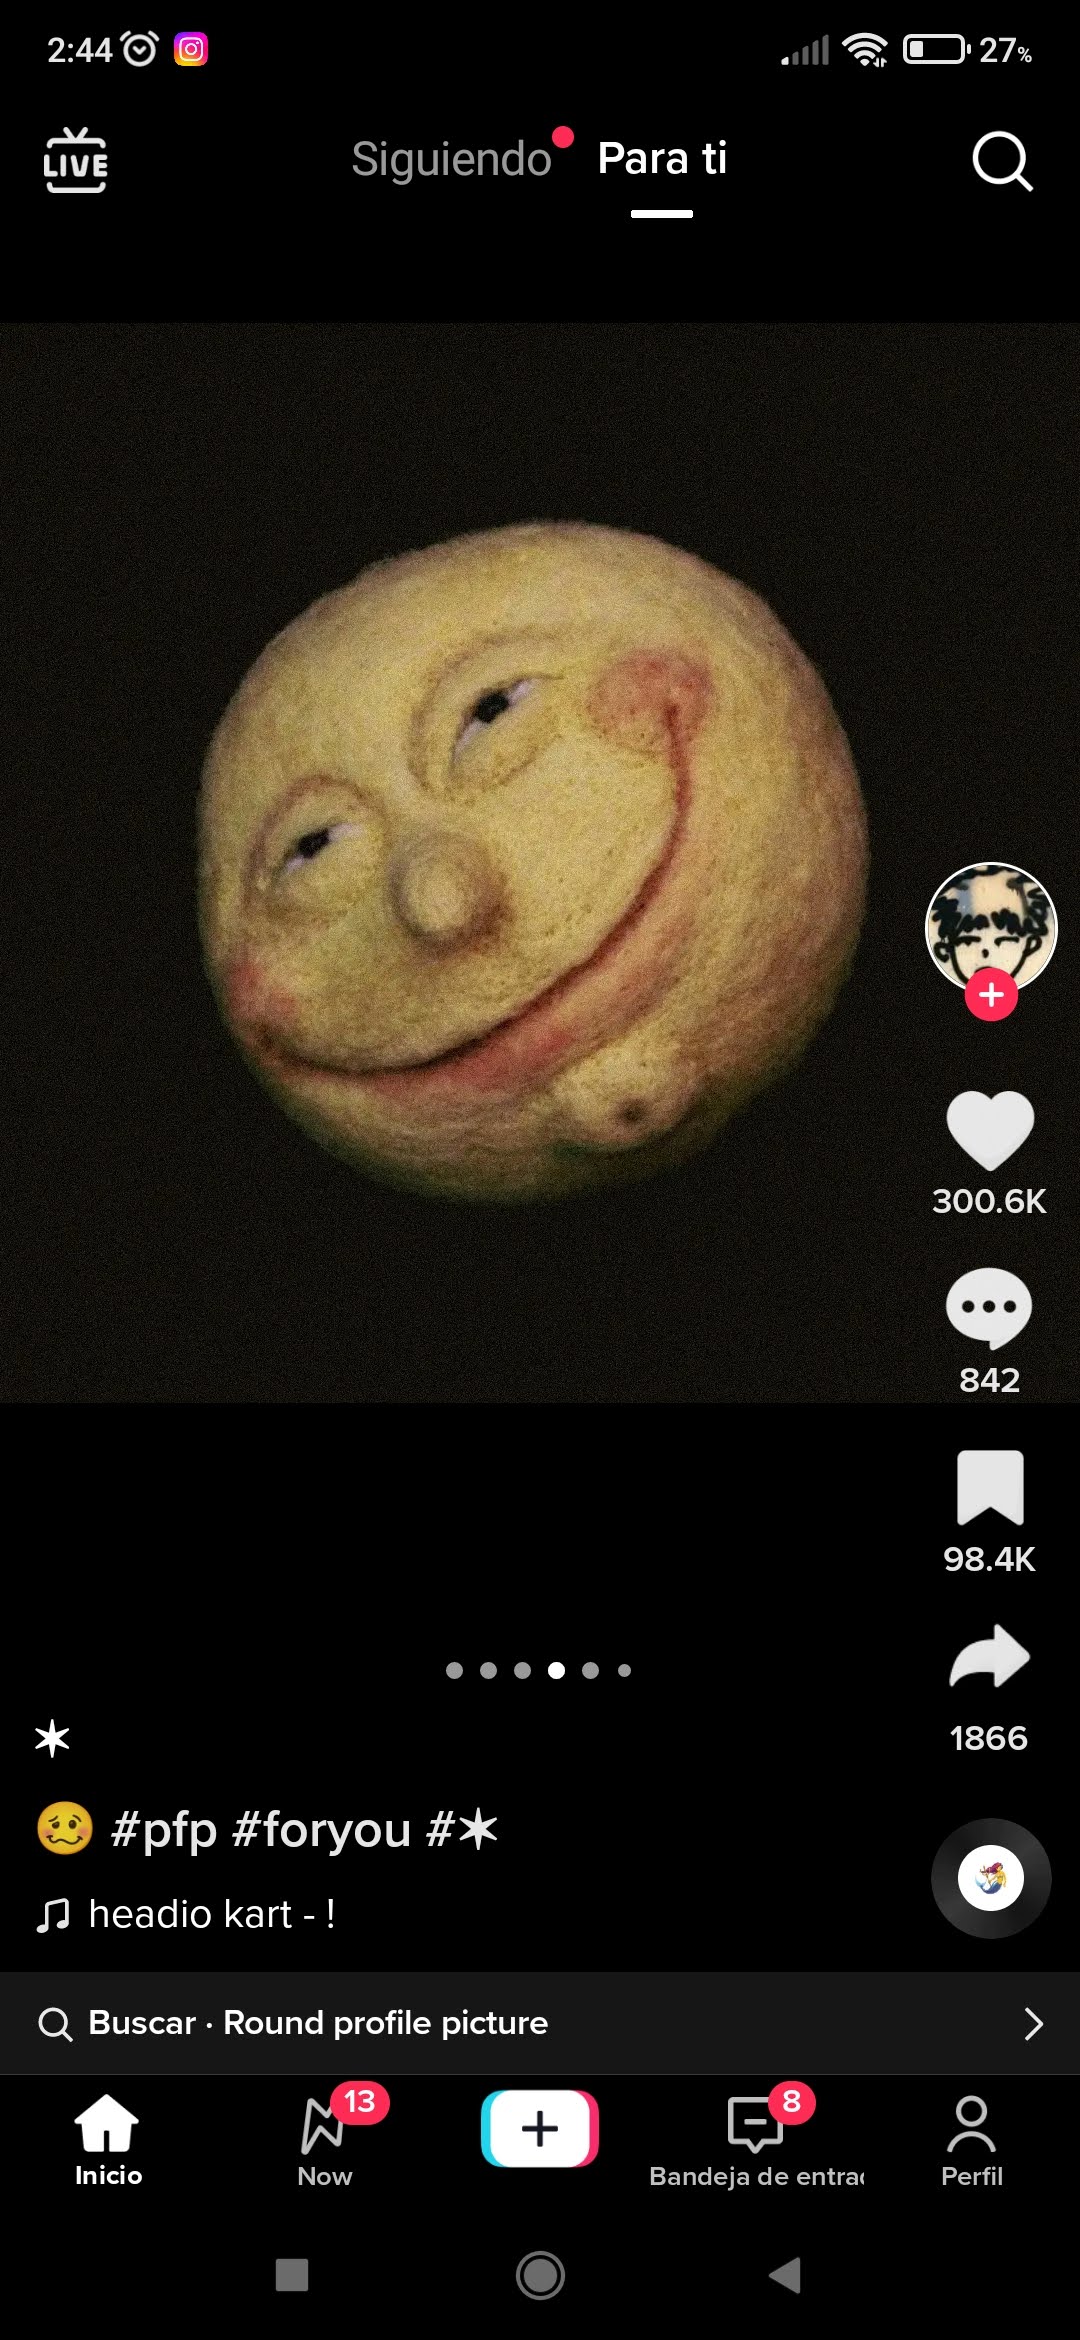 2:44 27%
LIVE Siguiendo Para ti
300.6K
842
98.4K
1866
✶
🥴 #pfp #foryou #✶
headio kart - !
Buscar · Round profile picture
13 8
Inicio Now Bandeja de entrad Perfil